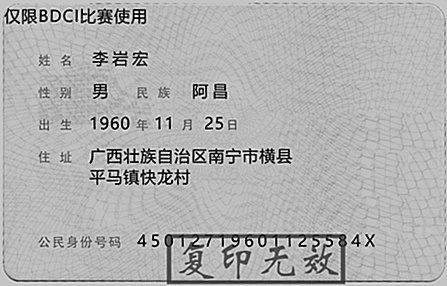 仅限BDCI比赛使用
姓名 李岩宏
性别 男 民族 阿昌
出生 1960 年 11 月 25 日
住址 广西壮族自治区南宁市横县
平马镇快龙村
公民身份号码 45012719601125584X
复印无效